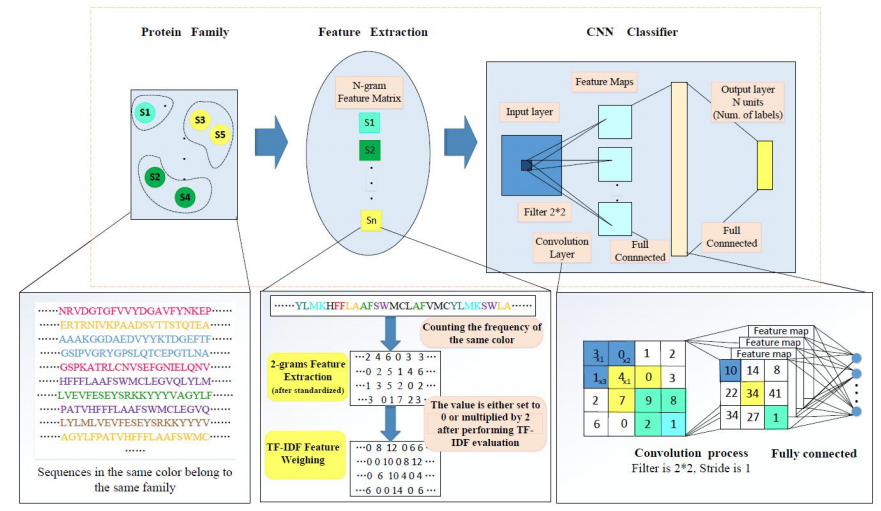 Protein Family
Feature Extraction
CNN Classifier
S1
S3
S5
S2
S4
N-gram
Feature Matrix
S1
S2
Sn
Feature Maps
Input layer
Output layer
N units
(Num. of labels)
Filter 2*2
Convolution
Layer
Full
Connnected
Full
Connnected
······NRVDGTGFVVYDGAVFYNKEP······
······ERTRNIVKPAADSVTTSTQTEA······
······AAAKGGDAEDVYYKTDGEFTF······
······GSIPVGRYGPSLQTCEPGTLNA······
······GSPKATRLCNVSEFGNIELQNV······
······HFFFLAAFSWMCLEGVQLYLM······
······LVEVFESEYSRKKYYYVAGYLF······
······PATVHFFFLAAFSWMCLEGVQ······
······LYLMLVEVFESEYSRKKYYYV······
······AGYLFPATVHFFFLAAFSWMC······
······
Sequences in the same color belong to
the same family
······YLMKHFFLAAFSWMCLAFVMCYLMKSWLA······
Counting the frequency of
the same color
2-grams Feature
Extraction
(after standardized)
···2 4 6 0 3 3···
···0 2 5 1 4 6···
···1 3 5 2 0 2···
···3 0 1 7 2 3···
The value is either set to
0 or multiplied by 2
after performing TF-
IDF evaluation
TF-IDF Feature
Weighing
···0 8 12 0 6 6···
···0 0 10 0 8 12···
···0 6 10 4 0 4···
···6 0 0 14 0 6···
3x1 0x2 1 2
1x3 4x1 0 3
2 7 9 8
6 0 2 1
Feature map
Feature map
Feature map
10 14 8
22 34 41
34 27 1
Convolution process
Filter is 2*2, Stride is 1
Fully connected